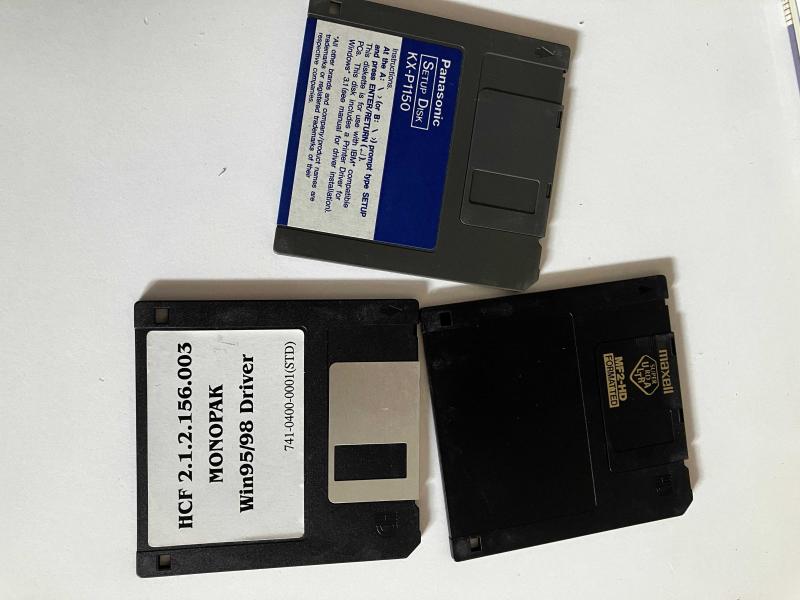 Panasonic
SETUP DISK
KX-P1150
Instructions.
At the A: \ > (or B: \ >) prompt type SETUP
and press ENTER/RETURN (↵).
This diskette is for use with IBM* compatible
PCs. This disk includes a Printer Driver for
Windows* 3.1 (see manual for driver installation).
*All other brands and company/product names are
trademarks or registered trademarks of their
respective companies.
HCF 2.1.2.156.003
MONOPAK
Win95/98 Driver
741-0400-0001(STD)
maxell
SUPER
MF2-HD
FORMATTED
HD